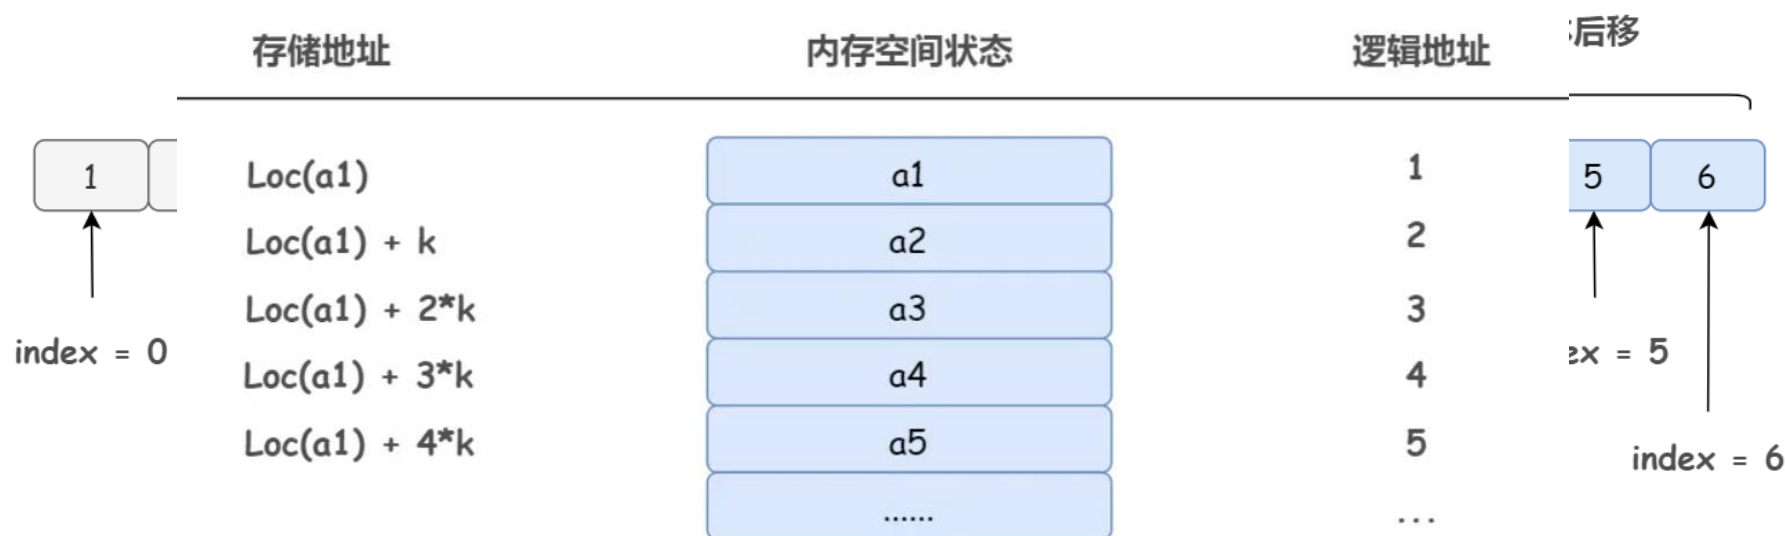 存储地址 内存空间状态 逻辑地址 后移
1 Loc(a1) a1 1 5 6
Loc(a1) + k a2 2
Loc(a1) + 2*k a3 3
index = 0 Loc(a1) + 3*k a4 4 ex = 5
Loc(a1) + 4*k a5 5 index = 6
...... ...